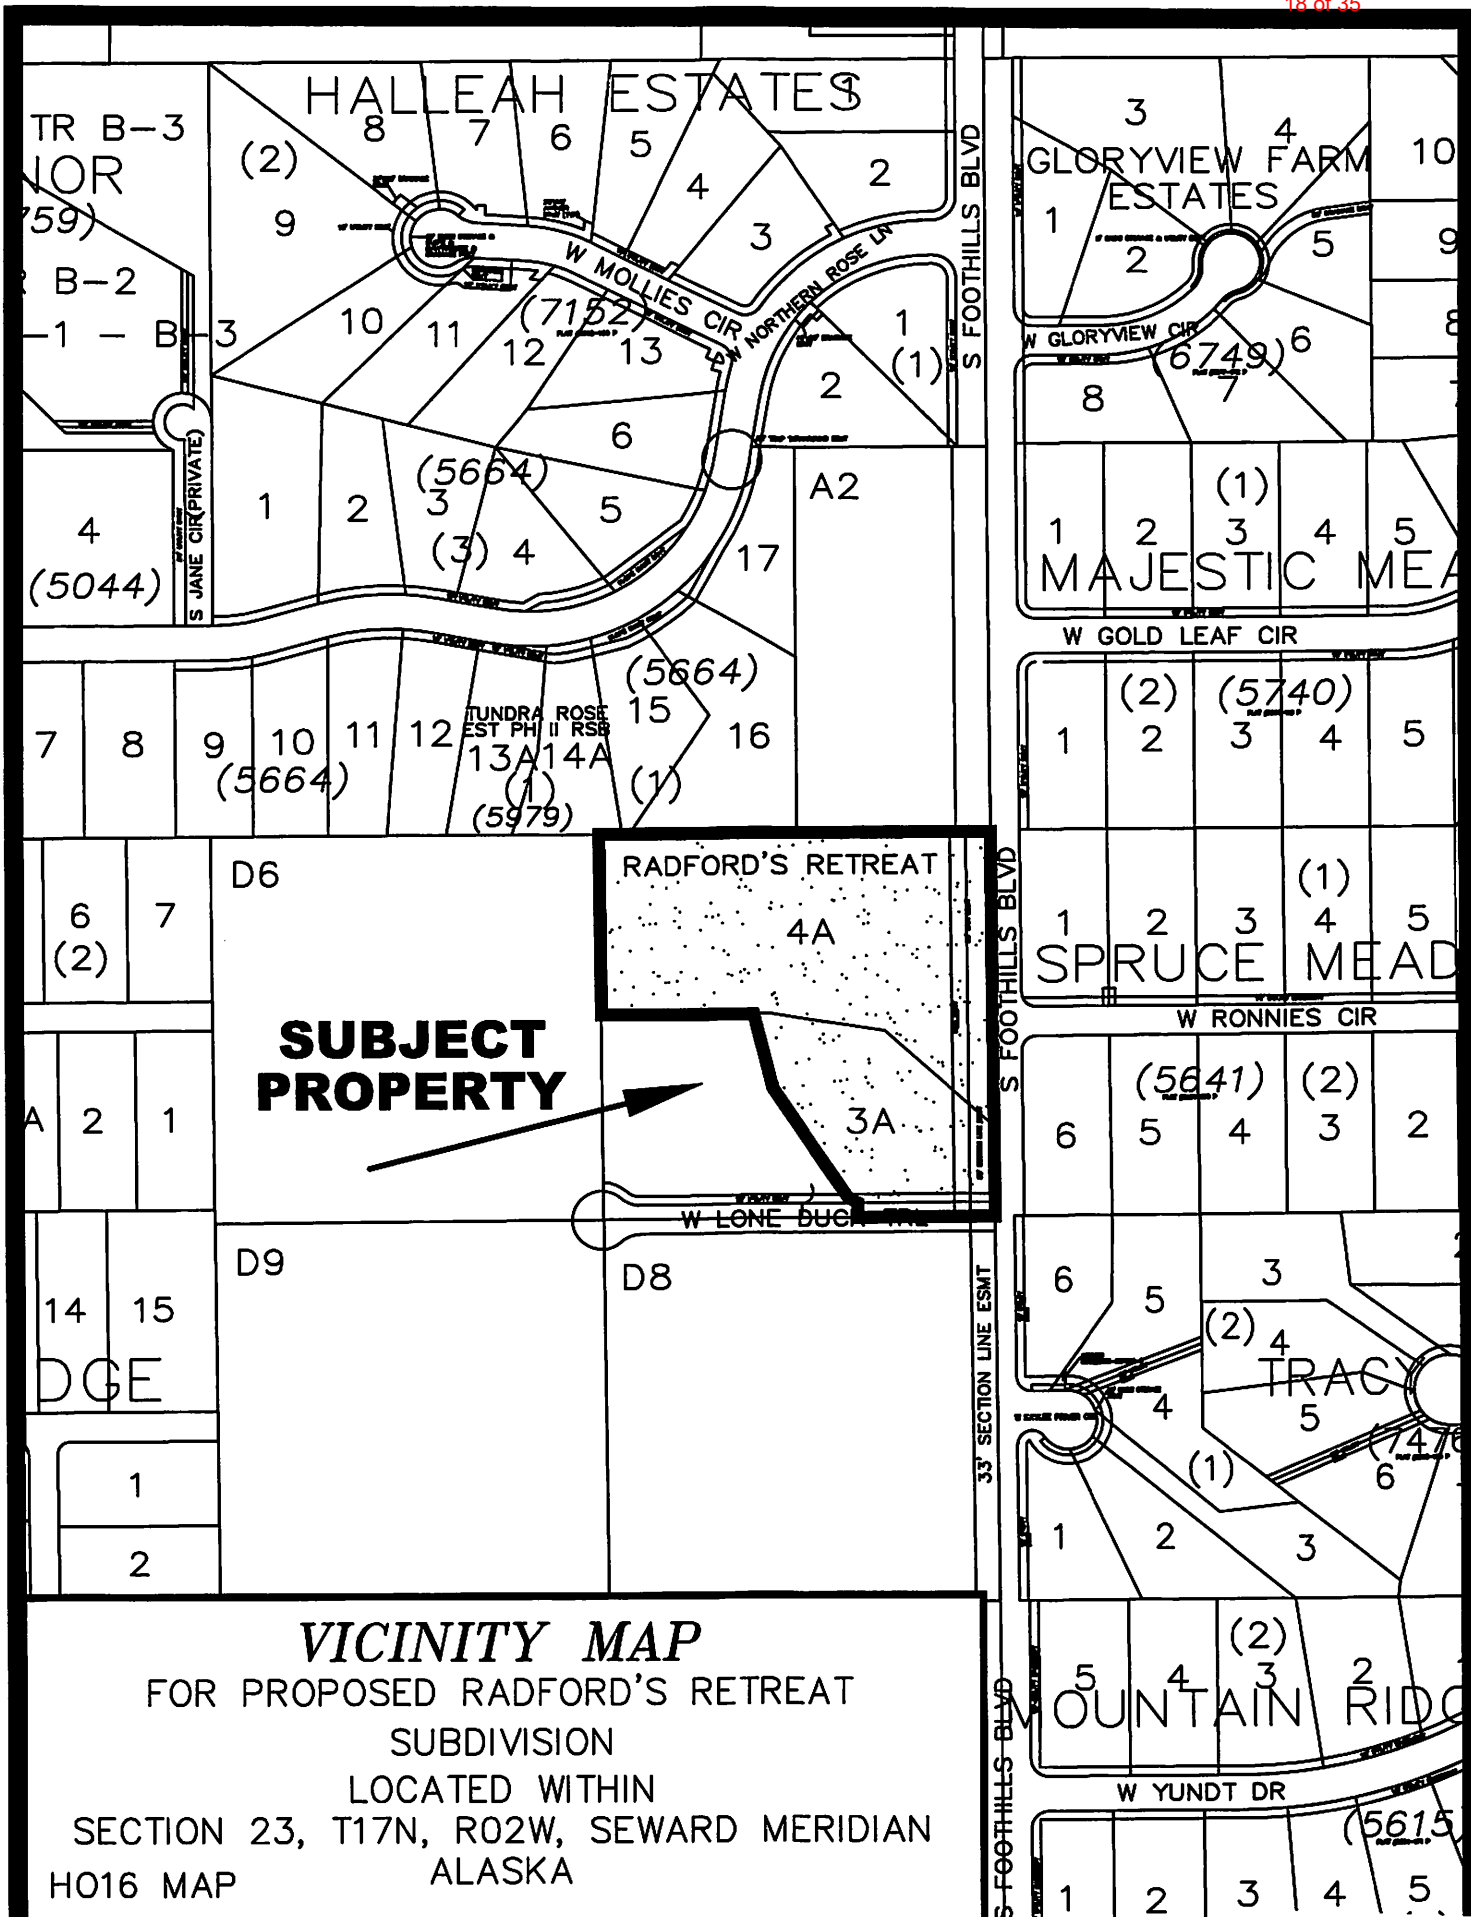 18 of 35
HALLEAH ESTATES
TR B-3
(2)
8
7
6
5
4
3
2
1
9
10
11
12
13
(7152)
W MOLLIES CIR
W NORTHERN ROSE LN
S FOOTHILLS BLVD
1
(1)
2
B-2
-1 - B-3
S JANE CIR(PRIVATE)
4
(5044)
3
4
10
GLORYVIEW FARM
ESTATES
1
2
5
9
W GLORYVIEW CIR
(6749)
6
8
7
6
(5664)
1
2
3
(3)
4
5
A2
17
(1)
1
2
3
4
5
MAJESTIC MEA
W GOLD LEAF CIR
(5664)
(2)
(5740)
7
8
9
10
11
12
TUNDRA ROSE
EST PH II RSB
13A
14A
15
16
(5664)
(1)
(1)
(5979)
1
2
3
4
5
D6
RADFORD'S RETREAT
4A
S FOOTHILLS BLVD
6
7
(2)
(1)
1
2
3
4
5
SPRUCE MEAD
W RONNIES CIR
SUBJECT
PROPERTY
3A
(5641)
(2)
A
2
1
6
5
4
3
2
W LONE DUCK TRL
D9
D8
33' SECTION LINE ESMT
14
15
DGE
1
2
6
5
3
(2)
4
TRACY
4
5
(1)
(7476
6
1
2
3
VICINITY MAP
FOR PROPOSED RADFORD'S RETREAT
SUBDIVISION
LOCATED WITHIN
SECTION 23, T17N, R02W, SEWARD MERIDIAN
ALASKA
HO16 MAP
S FOOTHILLS BLVD
(2)
5
4
3
2
MOUNTAIN RIDG
W YUNDT DR
(5615
1
2
3
4
5